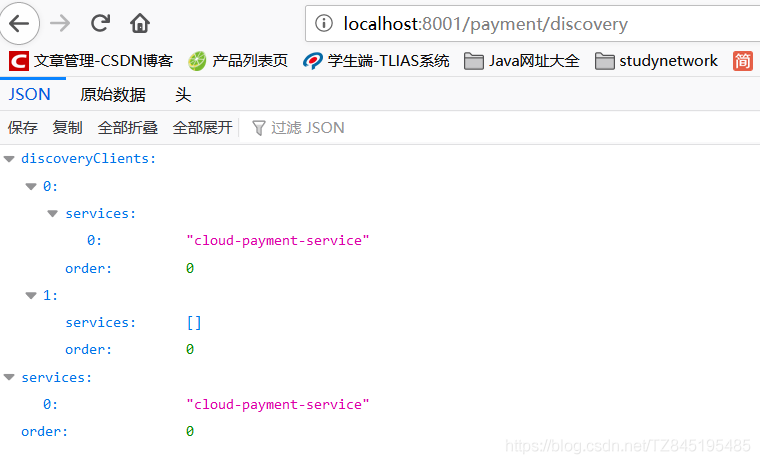 localhost:8001/payment/discovery
C 文章管理-CSDN博客 产品列表页 学生端-TLIAS系统 Java网址大全 studynetwork 简
JSON 原始数据 头
保存 复制 全部折叠 全部展开 过滤 JSON
discoveryClients:
0:
services:
0: "cloud-payment-service"
order: 0
1:
services: []
order: 0
services:
0: "cloud-payment-service"
order: 0
https://blog.csdn.net/TZ845195485